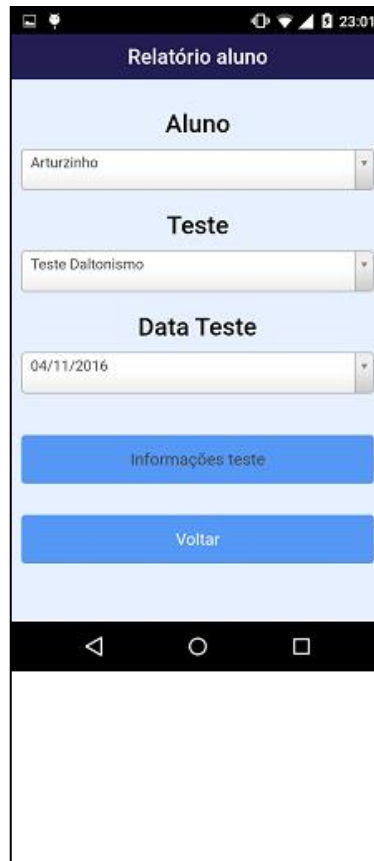 23:01
Relatório aluno
Aluno
Arturzinho
Teste
Teste Daltonismo
Data Teste
04/11/2016
Informações teste
Voltar